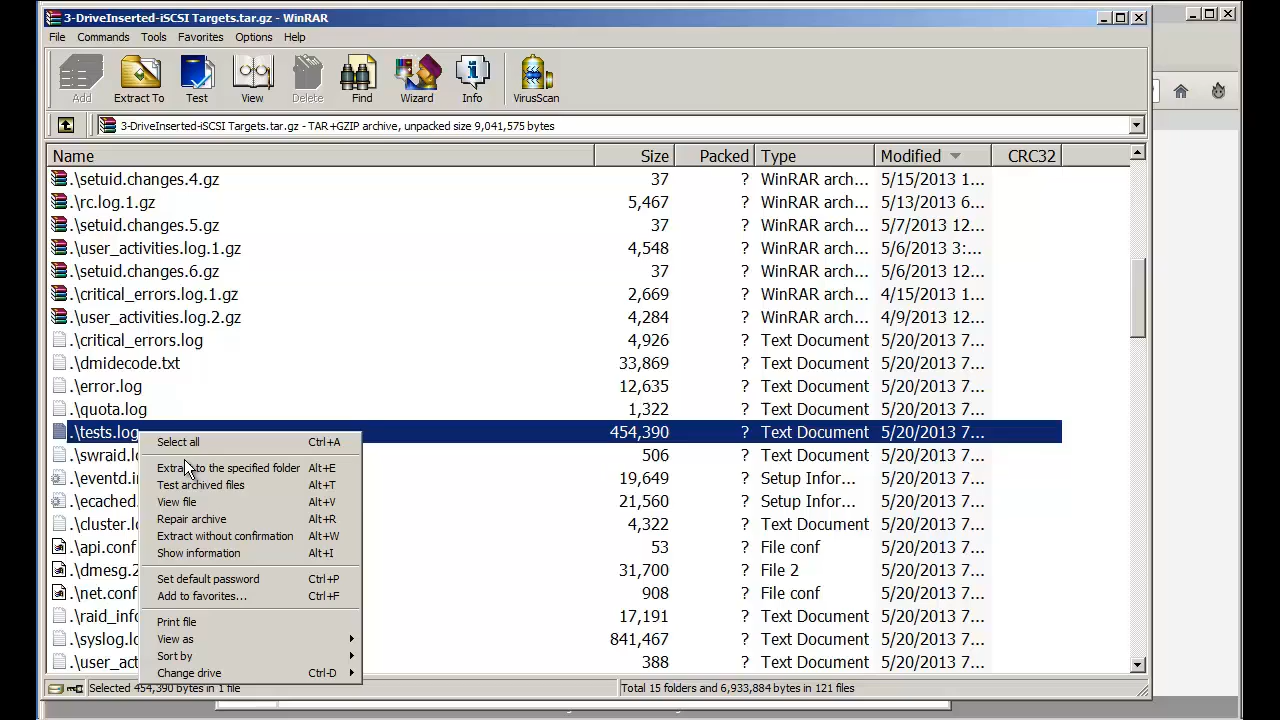 3-DriveInserted-iSCSI Targets.tar.gz - WinRAR
File Commands Tools Favorites Options Help
Add Extract To Test View Delete Find Wizard Info VirusScan
3-DriveInserted-iSCSI Targets.tar.gz - TAR+GZIP archive, unpacked size 9,041,575 bytes
Name Size Packed Type Modified CRC32
.\setuid.changes.4.gz 37 ? WinRAR arch... 5/15/2013 1...
.\rc.log.1.gz 5,467 ? WinRAR arch... 5/13/2013 6...
.\setuid.changes.5.gz 37 ? WinRAR arch... 5/7/2013 12...
.\user_activities.log.1.gz 4,548 ? WinRAR arch... 5/6/2013 3:...
.\setuid.changes.6.gz 37 ? WinRAR arch... 5/6/2013 12...
.\critical_errors.log.1.gz 2,669 ? WinRAR arch... 4/15/2013 1...
.\user_activities.log.2.gz 4,284 ? WinRAR arch... 4/9/2013 12...
.\critical_errors.log 4,926 ? Text Document 5/20/2013 7...
.\dmidecode.txt 33,869 ? Text Document 5/20/2013 7...
.\error.log 12,635 ? Text Document 5/20/2013 7...
.\quota.log 1,322 ? Text Document 5/20/2013 7...
.\tests.log 454,390 ? Text Document 5/20/2013 7...
.\swraid.lo 506 ? Text Document 5/20/2013 7...
.\eventd.in 19,649 ? Setup Infor... 5/20/2013 7...
.\ecached. 21,560 ? Setup Infor... 5/20/2013 7...
.\cluster.lo 4,322 ? Text Document 5/20/2013 7...
.\api.conf 53 ? File conf 5/20/2013 7...
.\dmesg.2 31,700 ? File 2 5/20/2013 7...
.\net.conf 908 ? File conf 5/20/2013 7...
.\raid_info 17,191 ? Text Document 5/20/2013 7...
.\syslog.lo 841,467 ? Text Document 5/20/2013 7...
.\user_act 388 ? Text Document 5/20/2013 7...
Select all Ctrl+A
Extract to the specified folder Alt+E
Test archived files Alt+T
View file Alt+V
Repair archive Alt+R
Extract without confirmation Alt+W
Show information Alt+I
Set default password Ctrl+P
Add to favorites... Ctrl+F
Print file
View as
Sort by
Change drive Ctrl-D
Selected 454,390 bytes in 1 file Total 15 folders and 6,933,884 bytes in 121 files